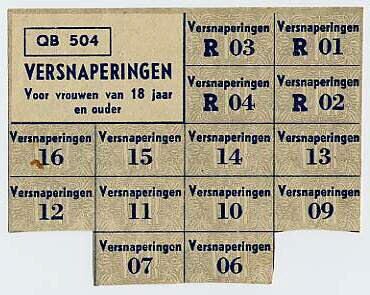 QB 504
VERSNAPERINGEN
Voor vrouwen van 18 jaar
en ouder
Versnaperingen
R 03
Versnaperingen
R 01
Versnaperingen
R 04
Versnaperingen
R 02
Versnaperingen
16
Versnaperingen
15
Versnaperingen
14
Versnaperingen
13
Versnaperingen
12
Versnaperingen
11
Versnaperingen
10
Versnaperingen
09
Versnaperingen
07
Versnaperingen
06